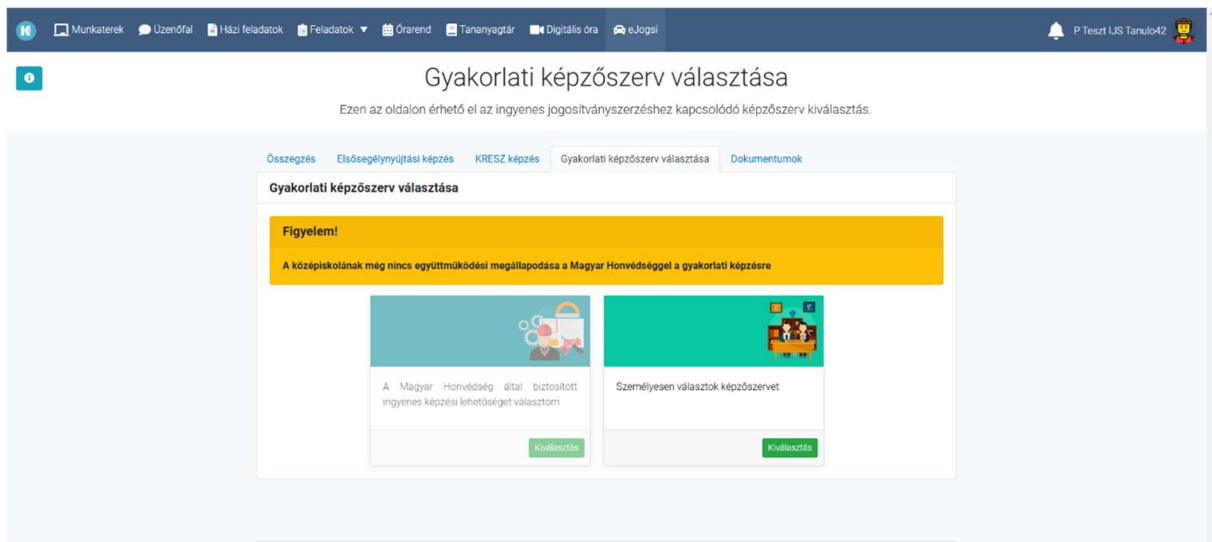 Munkaterek Üzenőfal Házi feladatok Feladatok Órarend Tananyagtár Digitális óra eJogsi P Teszt IJS Tanulo42
Gyakorlati képzőszerv választása
Ezen az oldalon érhető el az ingyenes jogosítványszerzéshez kapcsolódó képzőszerv kiválasztás.
Összegzés Elsősegélynyújtási képzés KRESZ képzés Gyakorlati képzőszerv választása Dokumentumok
Gyakorlati képzőszerv választása
Figyelem!
A középiskolának még nincs együttműködési megállapodása a Magyar Honvédséggel a gyakorlati képzésre
A Magyar Honvédség által biztosított
ingyenes képzési lehetőséget választom
Személyesen választok képzőszervet
Kiválasztás
Kiválasztás